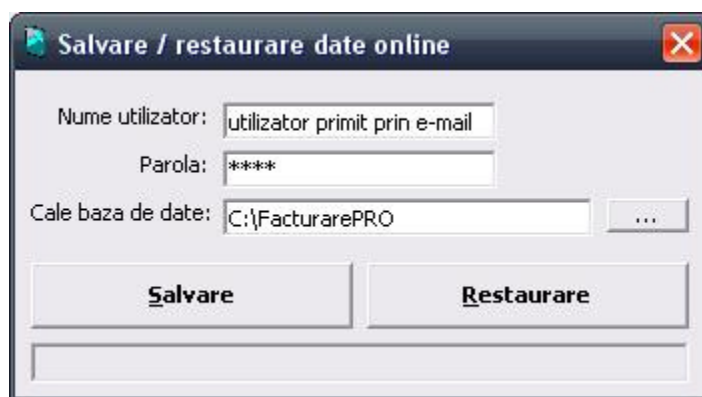 Salvare / restaurare date online
Nume utilizator: utilizator primit prin e-mail
Parola: ****
Cale baza de date: C:\FacturarePRO ...
Salvare Restaurare